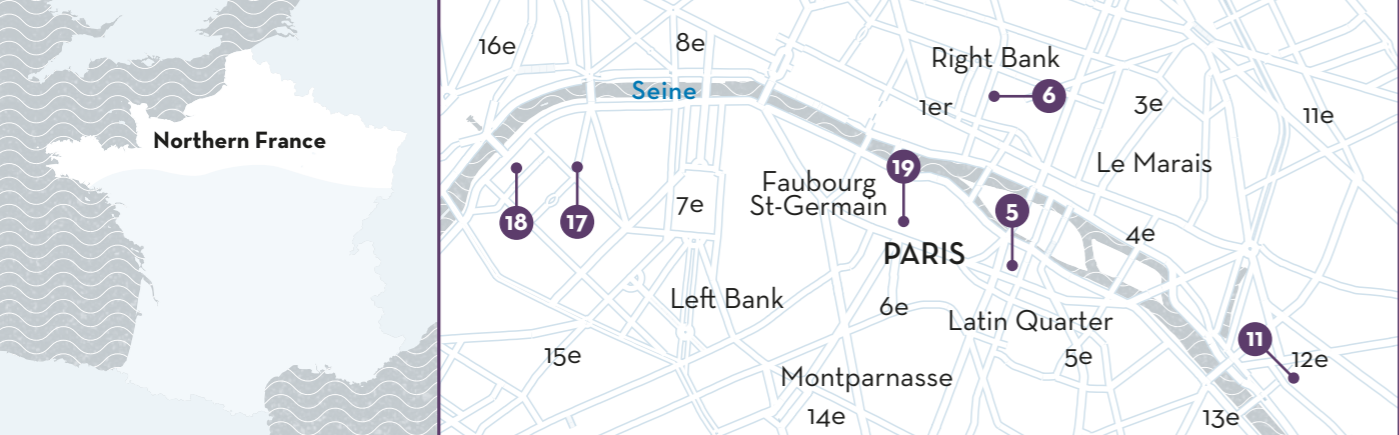 Northern France
16e
8e
Seine
Right Bank
6
1er
3e
11e
Le Marais
19
Faubourg
St-Germain
18
17
7e
5
4e
PARIS
Left Bank
6e
Latin Quarter
11
15e
5e
12e
Montparnasse
14e
13e